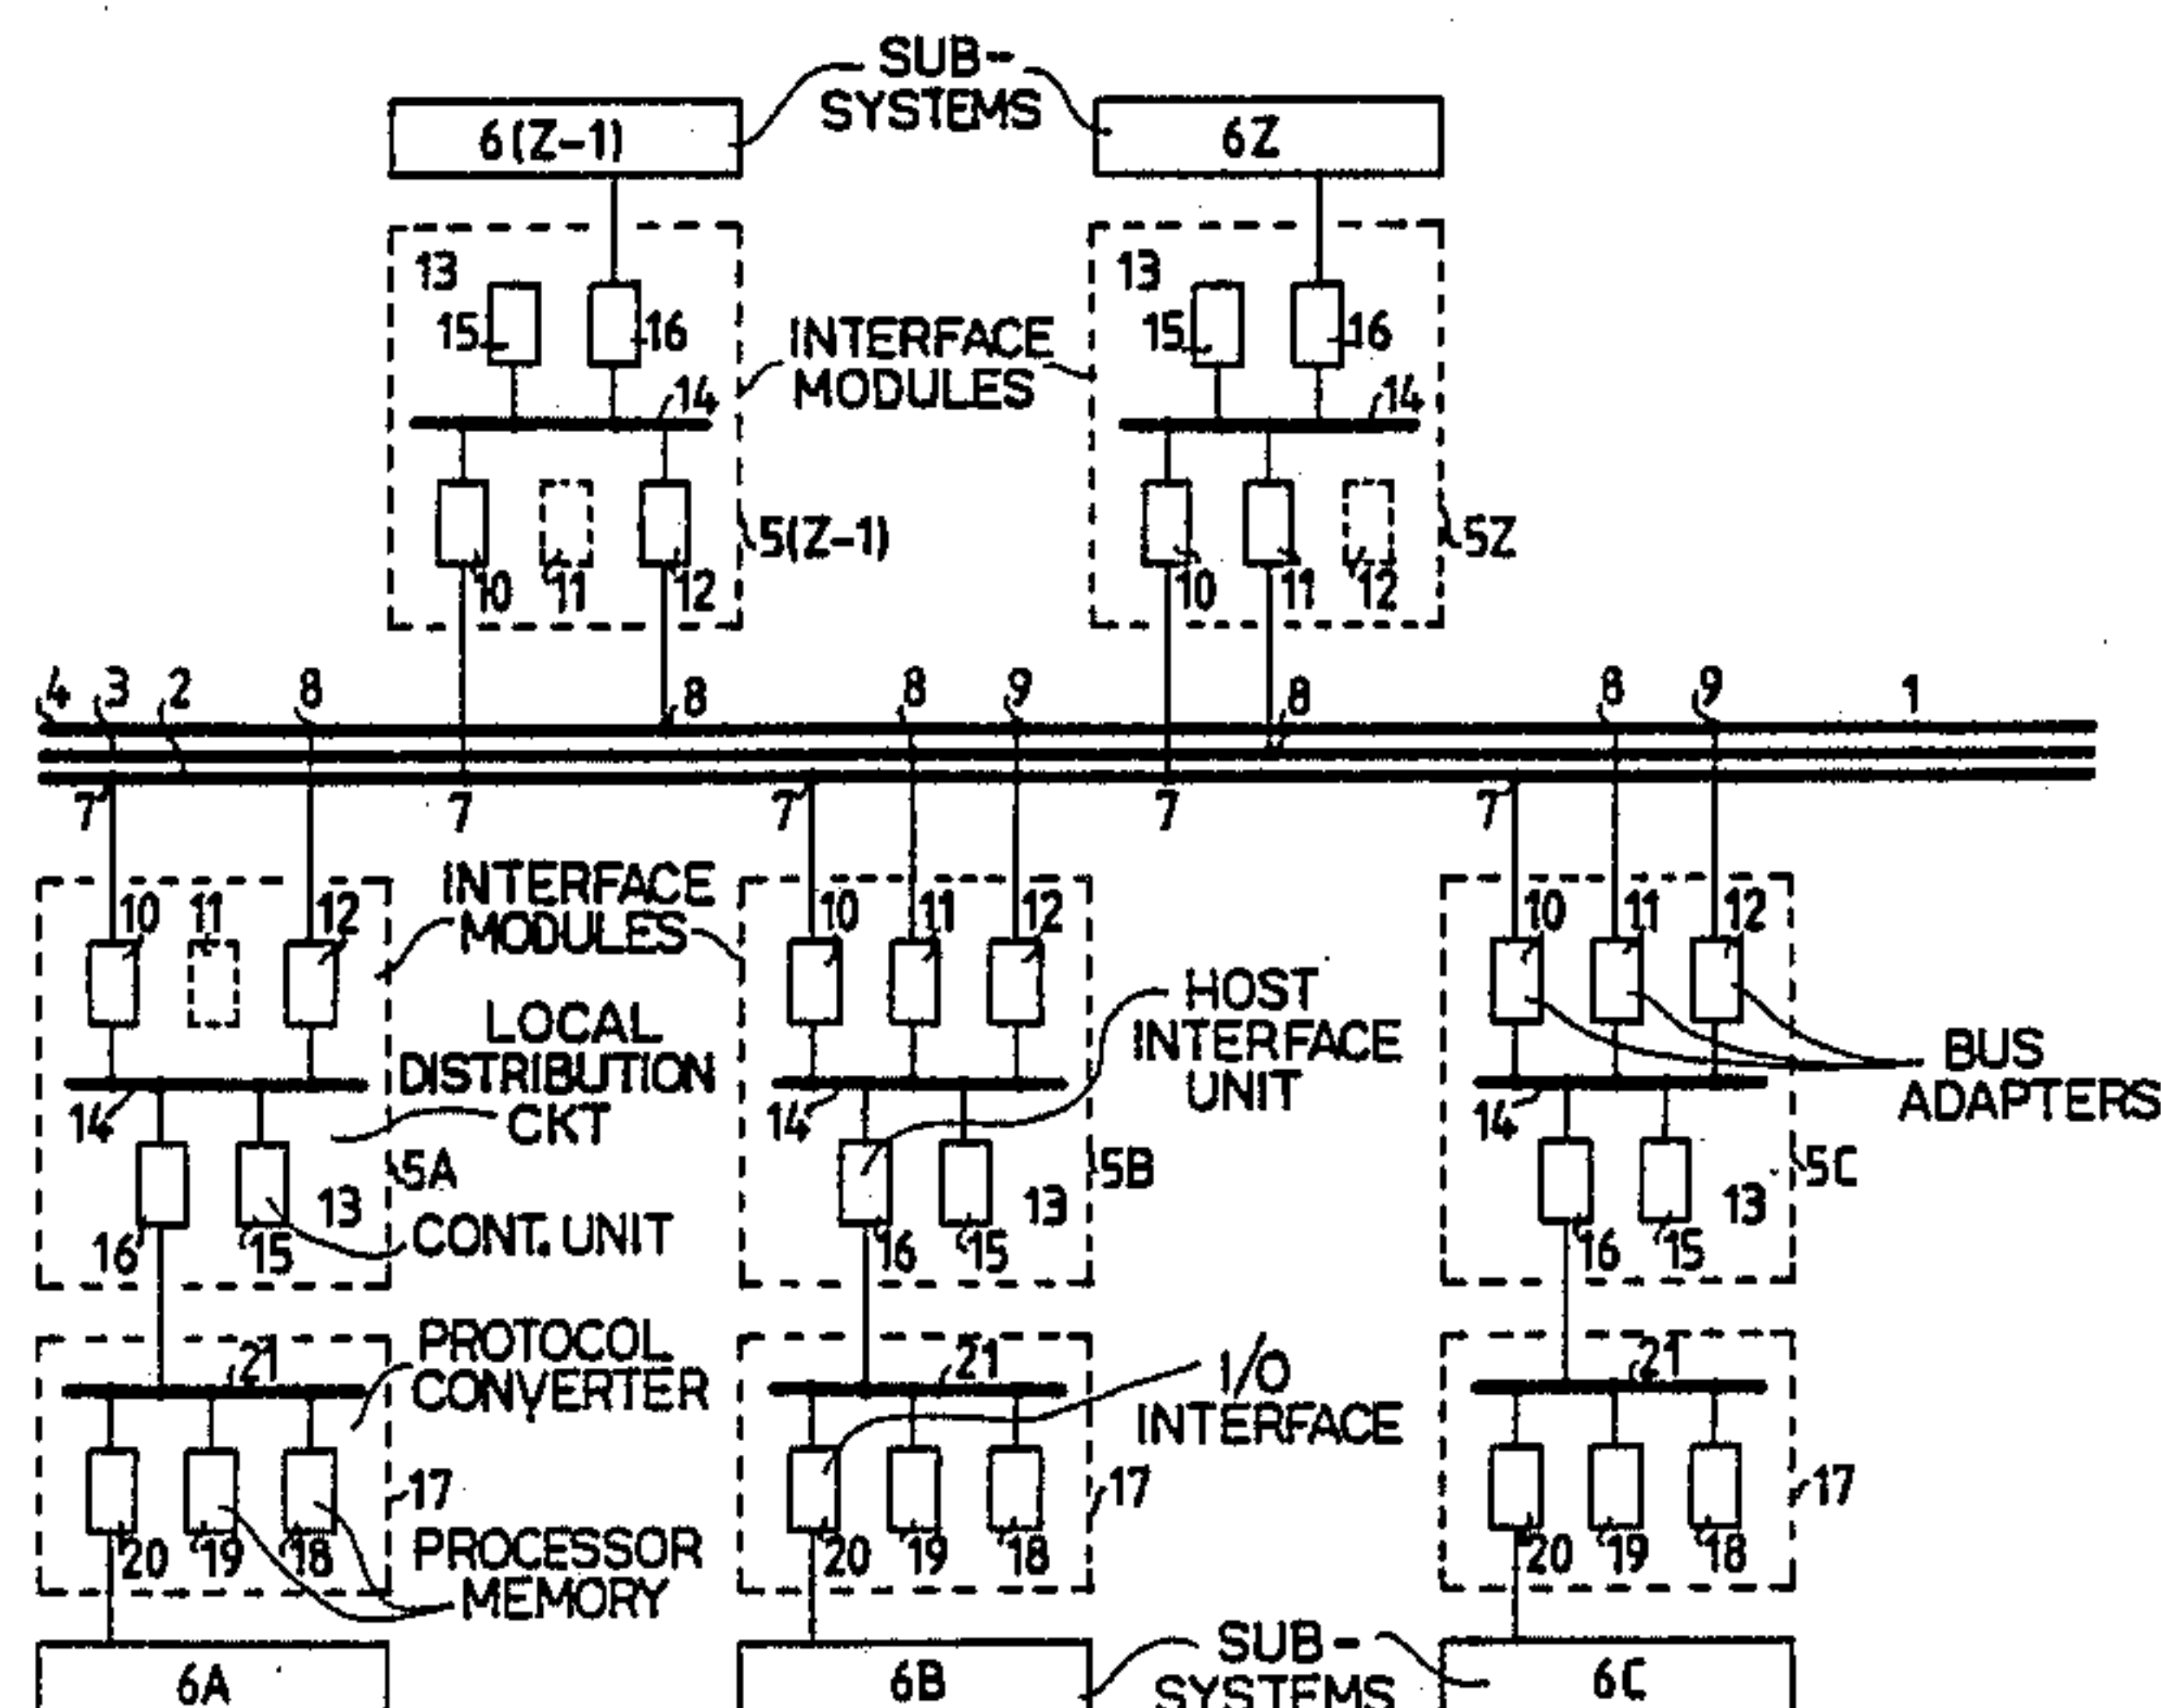 SUB-
SYSTEMS
6(Z-1)
6Z
13
13
15
16
INTERFACE
MODULES
15
16
14
14
5(Z-1)
5Z
10
11
12
10
11
12
4
3
2
8
8
8
9
8
8
9
1
7
7
7
7
7
INTERFACE
MODULES
10
11
12
10
11
12
10
11
12
LOCAL
DISTRIBUTION
CKT
HOST
INTERFACE
UNIT
BUS
ADAPTERS
14
14
14
5A
5B
5C
13
13
13
16
15
CONT. UNIT
16
15
16
15
PROTOCOL
CONVERTER
21
21
21
I/O
INTERFACE
17
17
17
20
19
18
PROCESSOR
MEMORY
20
19
18
20
19
18
SUB-
SYSTEMS
6A
6B
6C